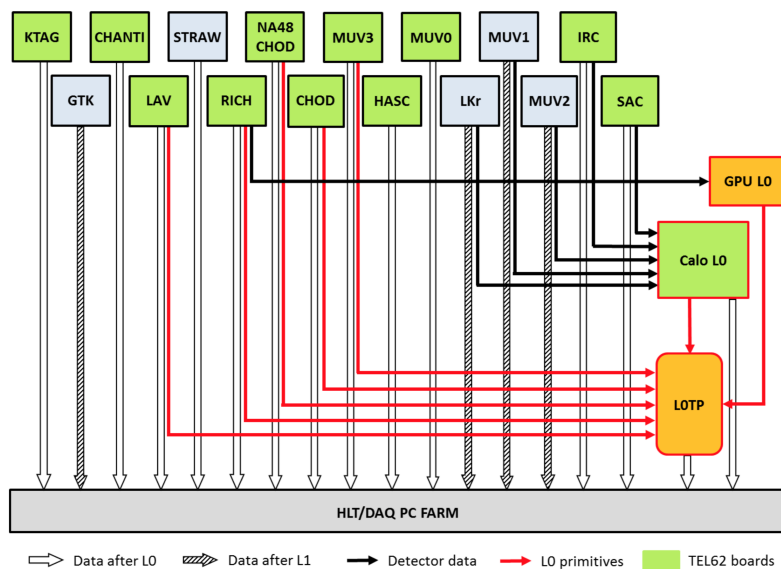 KTAG
CHANTI
STRAW
NA48
CHOD
MUV3
MUV0
MUV1
IRC
GTK
LAV
RICH
CHOD
HASC
LKr
MUV2
SAC
GPU L0
Calo L0
L0TP
HLT/DAQ PC FARM
Data after L0
Data after L1
Detector data
L0 primitives
TEL62 boards